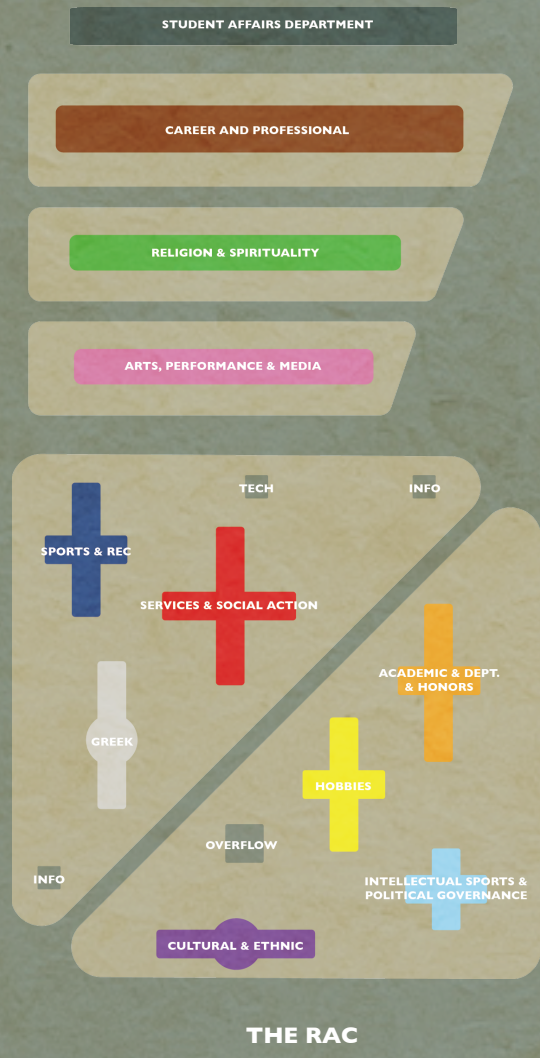 STUDENT AFFAIRS DEPARTMENT
CAREER AND PROFESSIONAL
RELIGION & SPIRITUALITY
ARTS, PERFORMANCE & MEDIA
TECH
INFO
SPORTS & REC
SERVICES & SOCIAL ACTION
ACADEMIC & DEPT.
& HONORS
GREEK
HOBBIES
OVERFLOW
INFO
INTELLECTUAL SPORTS &
POLITICAL GOVERNANCE
CULTURAL & ETHNIC
THE RAC